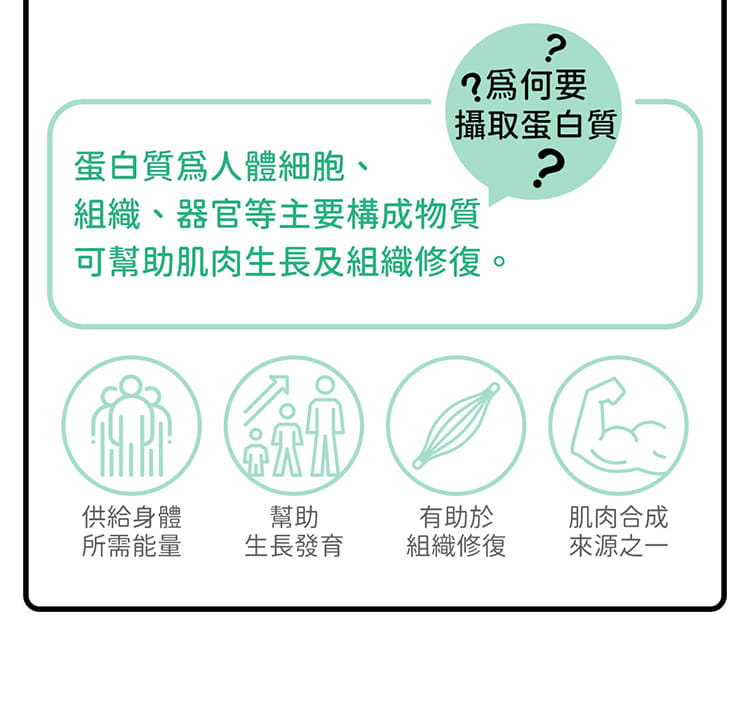 ?
?爲何要
攝取蛋白質
?
蛋白質爲人體細胞、
組織、器官等主要構成物質
可幫助肌肉生長及組織修復。
供給身體
所需能量
幫助
生長發育
有助於
組織修復
肌肉合成
來源之一